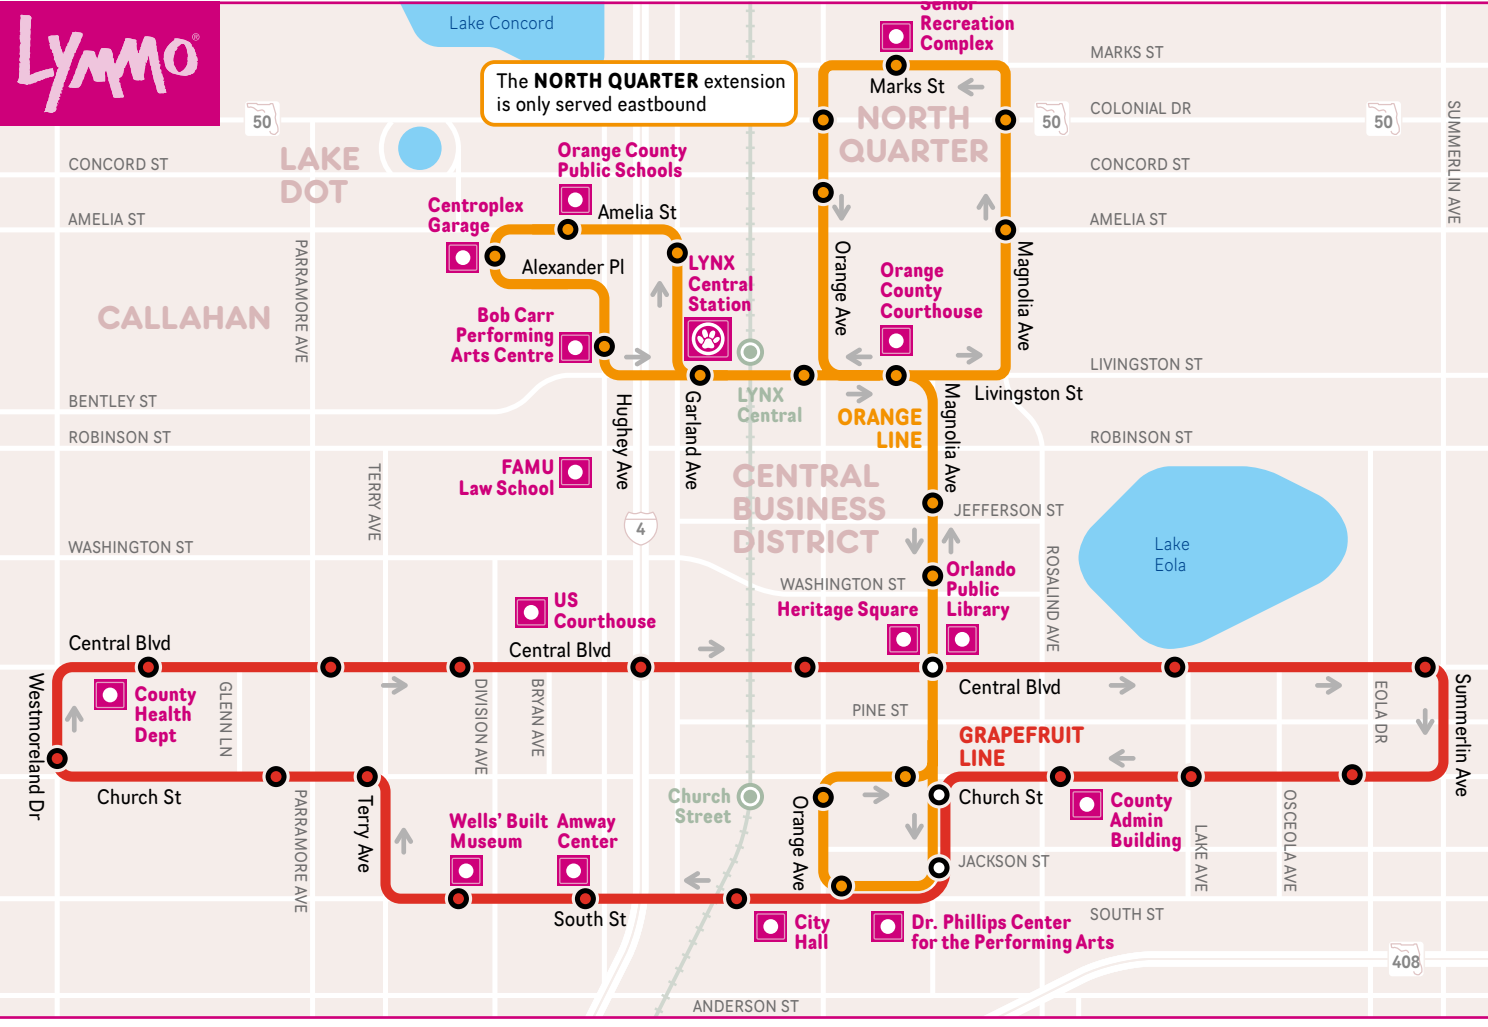 LYMMO®
Lake Concord
Senior
Recreation
Complex
MARKS ST
The NORTH QUARTER extension
is only served eastbound
Marks St
50
50
50
COLONIAL DR
NORTH
QUARTER
SUMMERLIN AVE
CONCORD ST
LAKE
DOT
Orange County
Public Schools
CONCORD ST
AMELIA ST
Centroplex
Garage
Amelia St
AMELIA ST
PARRAMORE AVE
Alexander Pl
LYNX
Central
Station
Orange Ave
Orange
County
Courthouse
Magnolia Ave
CALLAHAN
Bob Carr
Performing
Arts Centre
LIVINGSTON ST
BENTLEY ST
Hughey Ave
Garland Ave
LYNX
Central
ORANGE
LINE
Magnolia Ave
Livingston St
ROBINSON ST
ROBINSON ST
TERRY AVE
FAMU
Law School
CENTRAL
BUSINESS
DISTRICT
4
JEFFERSON ST
WASHINGTON ST
Lake
Eola
ROSALIND AVE
WASHINGTON ST
Orlando
Public
Library
Heritage Square
US
Courthouse
Central Blvd
Central Blvd
Westmoreland Dr
County
Health
Dept
GLENN LN
DIVISION AVE
BRYAN AVE
Central Blvd
EOLA DR
Summerlin Ave
PINE ST
GRAPEFRUIT
LINE
Church St
PARRAMORE AVE
Terry Ave
Church
Street
Orange Ave
Church St
County
Admin
Building
LAKE AVE
OSCEOLA AVE
Wells' Built
Museum
Amway
Center
JACKSON ST
South St
City
Hall
Dr. Phillips Center
for the Performing Arts
SOUTH ST
408
ANDERSON ST